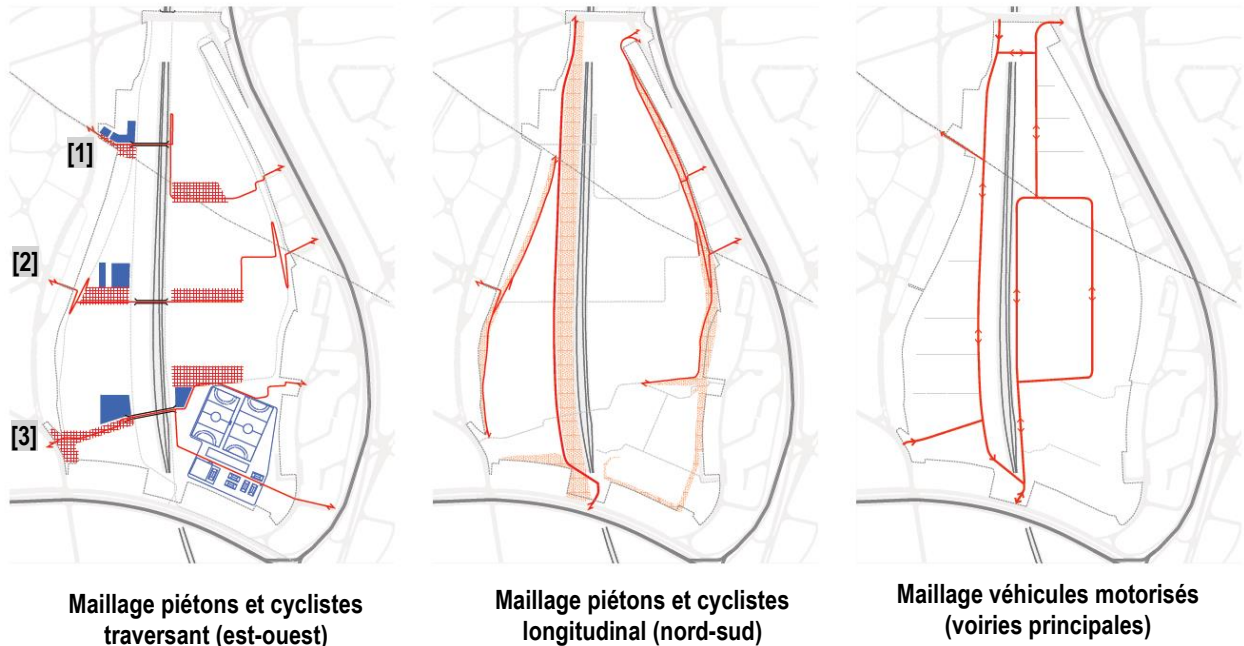 [1]
[2]
[3]
Maillage piétons et cyclistes
traversant (est-ouest)
Maillage piétons et cyclistes
longitudinal (nord-sud)
Maillage véhicules motorisés
(voiries principales)